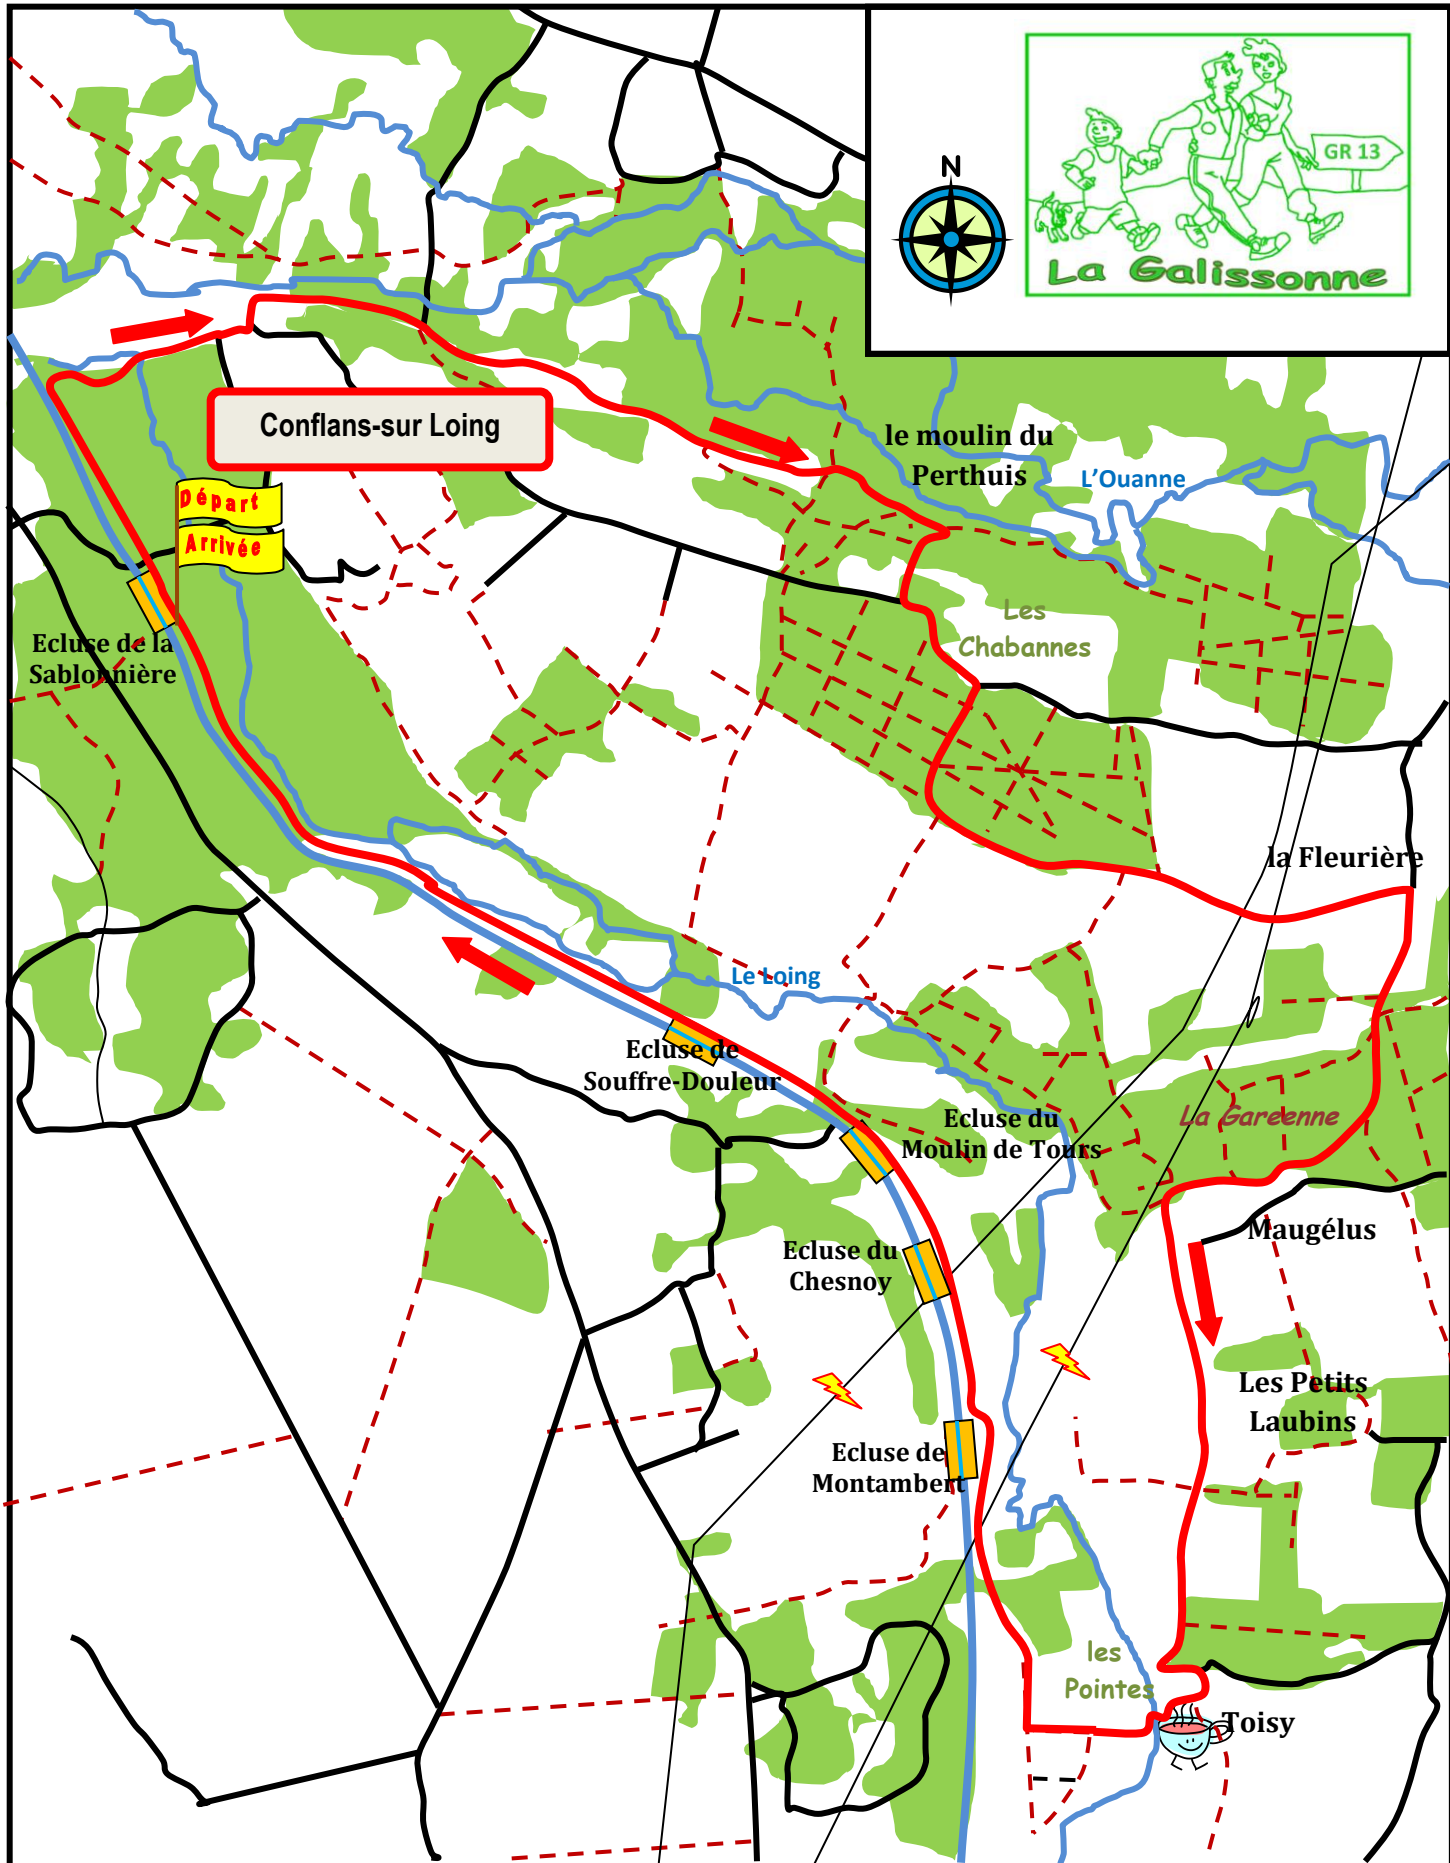 N
GR 13
La Galissonne
Conflans-sur Loing
le moulin du
Perthuis
L'Ouanne
Départ
Arrivée
Les
Chabannes
Ecluse de la
Sablonnière
la Fleurière
Le Loing
Ecluse de
Souffre-Douleur
La Gareenne
Ecluse du
Moulin de Tours
Maugélus
Ecluse du
Chesnoy
Les Petits
Laubins
Ecluse de
Montambert
les
Pointes
Toisy